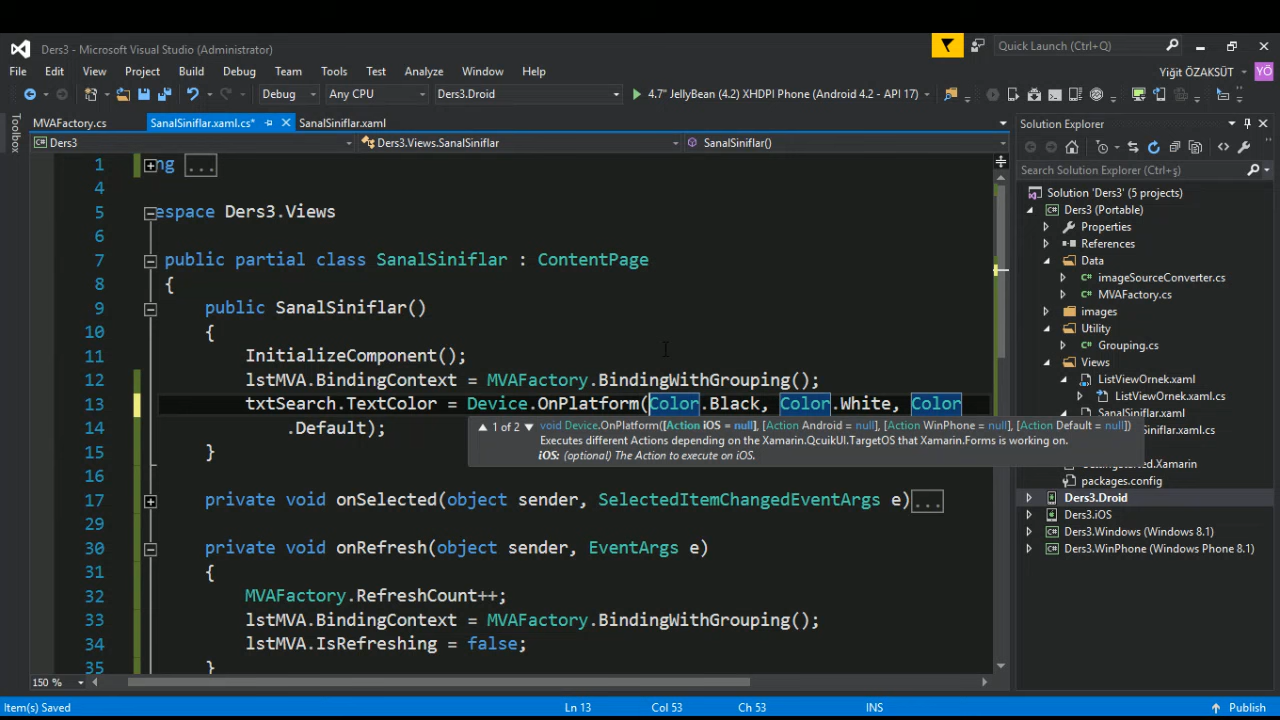 Ders3 - Microsoft Visual Studio (Administrator)
Quick Launch (Ctrl+Q)
File Edit View Project Build Debug Team Tools Test Analyze Window Help
Yiğit ÖZAKSÜT YÖ
Debug Any CPU Ders3.Droid 4.7" JellyBean (4.2) XHDPI Phone (Android 4.2 - API 17)
Toolbox
MVAFactory.cs SanalSiniflar.xaml.cs* SanalSiniflar.xaml
Ders3 Ders3.Views.SanalSiniflar SanalSiniflar()
1 ng ...
4
5 espace Ders3.Views
6
7 public partial class SanalSiniflar : ContentPage
8 {
9 public SanalSiniflar()
10 {
11 InitializeComponent();
12 lstMVA.BindingContext = MVAFactory.BindingWithGrouping();
13 txtSearch.TextColor = Device.OnPlatform(Color.Black, Color.White, Color
14 .Default);
1 of 2 void Device.OnPlatform([Action iOS = null], [Action Android = null], [Action WinPhone = null], [Action Default = null])
Executes different Actions depending on the Xamarin.QcuikUI.TargetOS that Xamarin.Forms is working on.
iOS: (optional) The Action to execute on iOS.
15 }
16
17 private void onSelected(object sender, SelectedItemChangedEventArgs e)...
29
30 private void onRefresh(object sender, EventArgs e)
31 {
32 MVAFactory.RefreshCount++;
33 lstMVA.BindingContext = MVAFactory.BindingWithGrouping();
34 lstMVA.IsRefreshing = false;
35 }
150 %
Solution Explorer
Search Solution Explorer (Ctrl+ş)
Solution 'Ders3' (5 projects)
Ders3 (Portable)
Properties
References
Data
imageSourceConverter.cs
MVAFactory.cs
images
Utility
Grouping.cs
Views
ListViewOrnek.xaml
ListViewOrnek.xaml.cs
SanalSiniflar.xaml
ar.xaml.cs
.Xamarin
packages.config
Ders3.Droid
Ders3.iOS
Ders3.Windows (Windows 8.1)
Ders3.WinPhone (Windows Phone 8.1)
Item(s) Saved Ln 13 Col 53 Ch 53 INS Publish